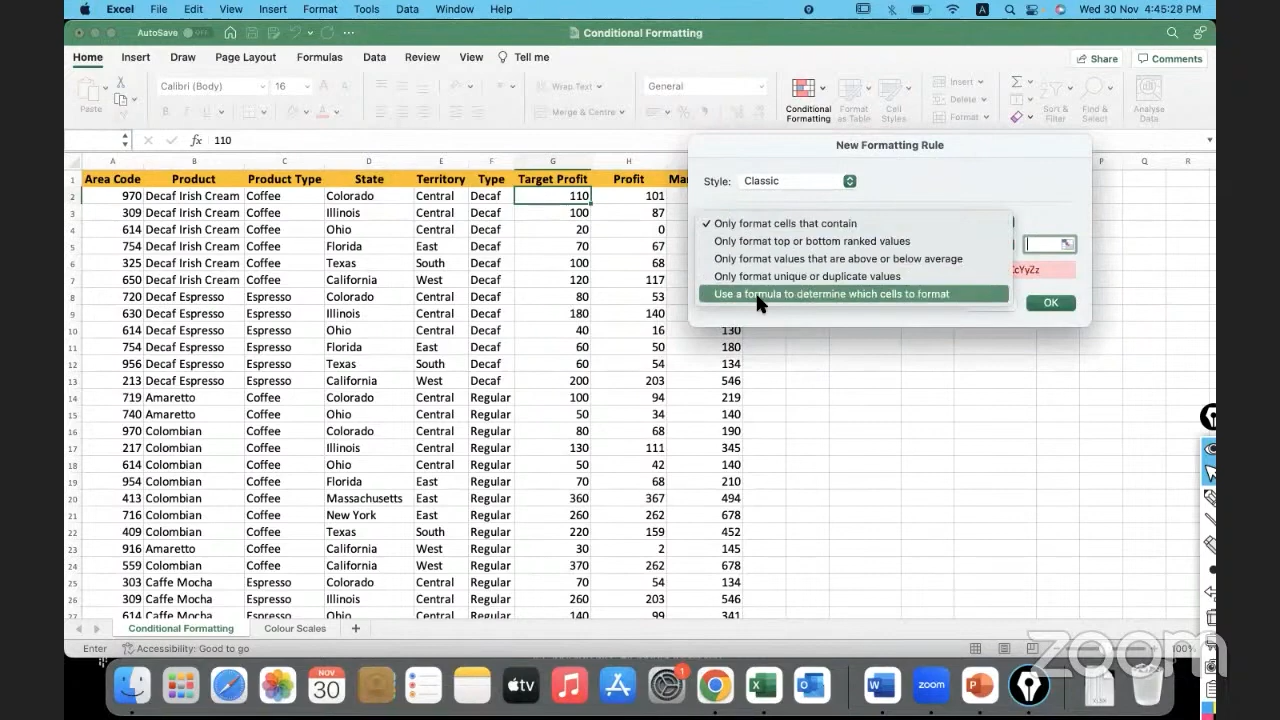 Excel File Edit View Insert Format Tools Data Window Help A Wed 30 Nov 4:45:28 PM
AutoSave Conditional Formatting
Home Insert Draw Page Layout Formulas Data Review View Tell me Share Comments
Paste Calibri (Body) 16 A A Wrap Text General Conditional Formatting Format as Table Cell Styles Insert Sort & Filter Find & Select Analyse Data
B I U Merge & Centre % Delete
Format
fx 110
A B C D E F G H P Q R
1 Area Code Product Product Type State Territory Type Target Profit Profit Ma
2 970 Decaf Irish Cream Coffee Colorado Central Decaf 110 101
3 309 Decaf Irish Cream Coffee Illinois Central Decaf 100 87
4 614 Decaf Irish Cream Coffee Ohio Central Decaf 20 0
5 754 Decaf Irish Cream Coffee Florida East Decaf 70 67
6 325 Decaf Irish Cream Coffee Texas South Decaf 100 68
7 650 Decaf Irish Cream Coffee California West Decaf 120 117
8 720 Decaf Espresso Espresso Colorado Central Decaf 80 53
9 630 Decaf Espresso Espresso Illinois Central Decaf 180 140
10 614 Decaf Espresso Espresso Ohio Central Decaf 40 16 130
11 754 Decaf Espresso Espresso Florida East Decaf 60 50 180
12 956 Decaf Espresso Espresso Texas South Decaf 60 54 134
13 213 Decaf Espresso Espresso California West Decaf 200 203 546
14 719 Amaretto Coffee Colorado Central Regular 100 94 219
15 740 Amaretto Coffee Ohio Central Regular 50 34 140
16 970 Colombian Coffee Colorado Central Regular 80 68 190
17 217 Colombian Coffee Illinois Central Regular 130 111 345
18 614 Colombian Coffee Ohio Central Regular 50 42 140
19 954 Colombian Coffee Florida East Regular 70 68 210
20 413 Colombian Coffee Massachusetts East Regular 360 367 494
21 716 Colombian Coffee New York East Regular 260 262 678
22 409 Colombian Coffee Texas South Regular 220 159 452
23 916 Amaretto Coffee California West Regular 30 2 145
24 559 Colombian Coffee California West Regular 370 262 678
25 303 Caffe Mocha Espresso Colorado Central Regular 70 54 134
26 309 Caffe Mocha Espresso Illinois Central Regular 260 203 546
27 614 Caffe Mocha Espresso Ohio Central Regular 140 99 341
New Formatting Rule
Style: Classic
✓ Only format cells that contain
Only format top or bottom ranked values
Only format values that are above or below average
Only format unique or duplicate values
Use a formula to determine which cells to format
cYyZz
OK
Conditional Formatting Colour Scales +
Enter Accessibility: Good to go 100%
zoom
NOV 30 tv 1 W zoom P